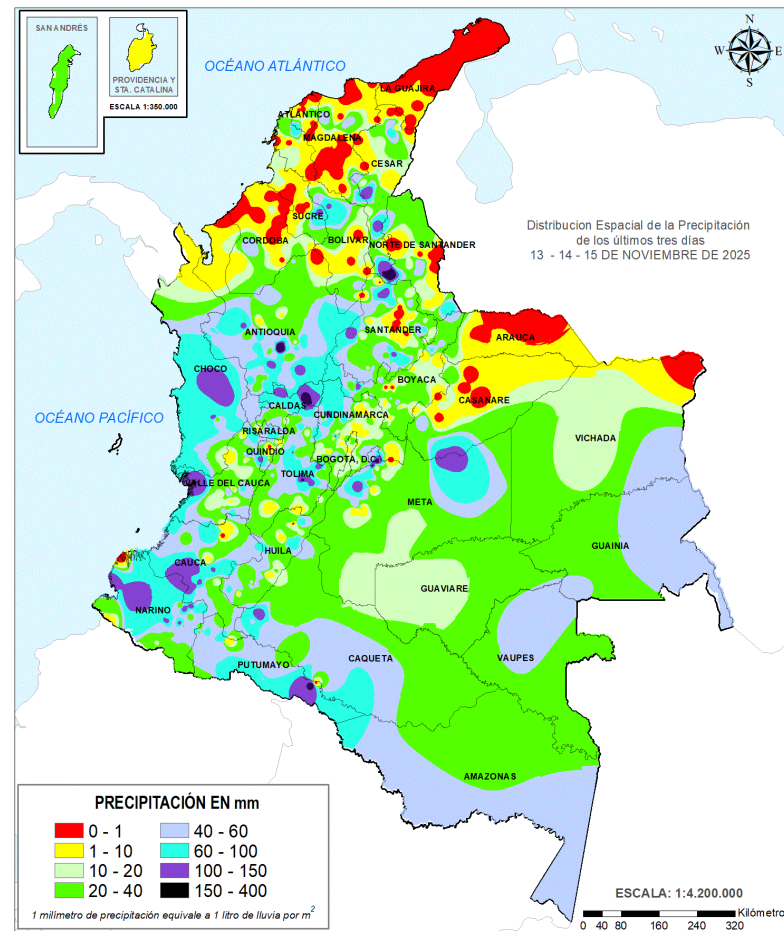 SAN ANDRÉS
PROVIDENCIA Y
STA. CATALINA
ESCALA 1:350.000
OCÉANO ATLÁNTICO
N
W
E
S
LA GUAJIRA
ATLÁNTICO
MAGDALENA
CESAR
Distribucion Espacial de la Precipitación
de los últimos tres días
13 - 14 - 15 DE NOVIEMBRE DE 2025
SUCRE
CORDOBA
BOLIVAR
NORTE DE SANTANDER
ANTIOQUIA
SANTANDER
ARAUCA
CHOCO
BOYACA
CASANARE
OCÉANO PACÍFICO
CALDAS
CUNDINAMARCA
RISARALDA
VICHADA
QUINDIO
BOGOTA, D.C.
TOLIMA
VALLE DEL CAUCA
META
HUILA
GUAINIA
CAUCA
GUAVIARE
NARINO
PUTUMAYO
CAQUETA
VAUPES
AMAZONAS
PRECIPITACIÓN EN mm
0 - 1
40 - 60
1 - 10
60 - 100
10 - 20
100 - 150
20 - 40
150 - 400
1 milímetro de precipitación equivale a 1 litro de lluvia por m²
ESCALA: 1:4.200.000
Kilómetro
0 40 80 160 240 320